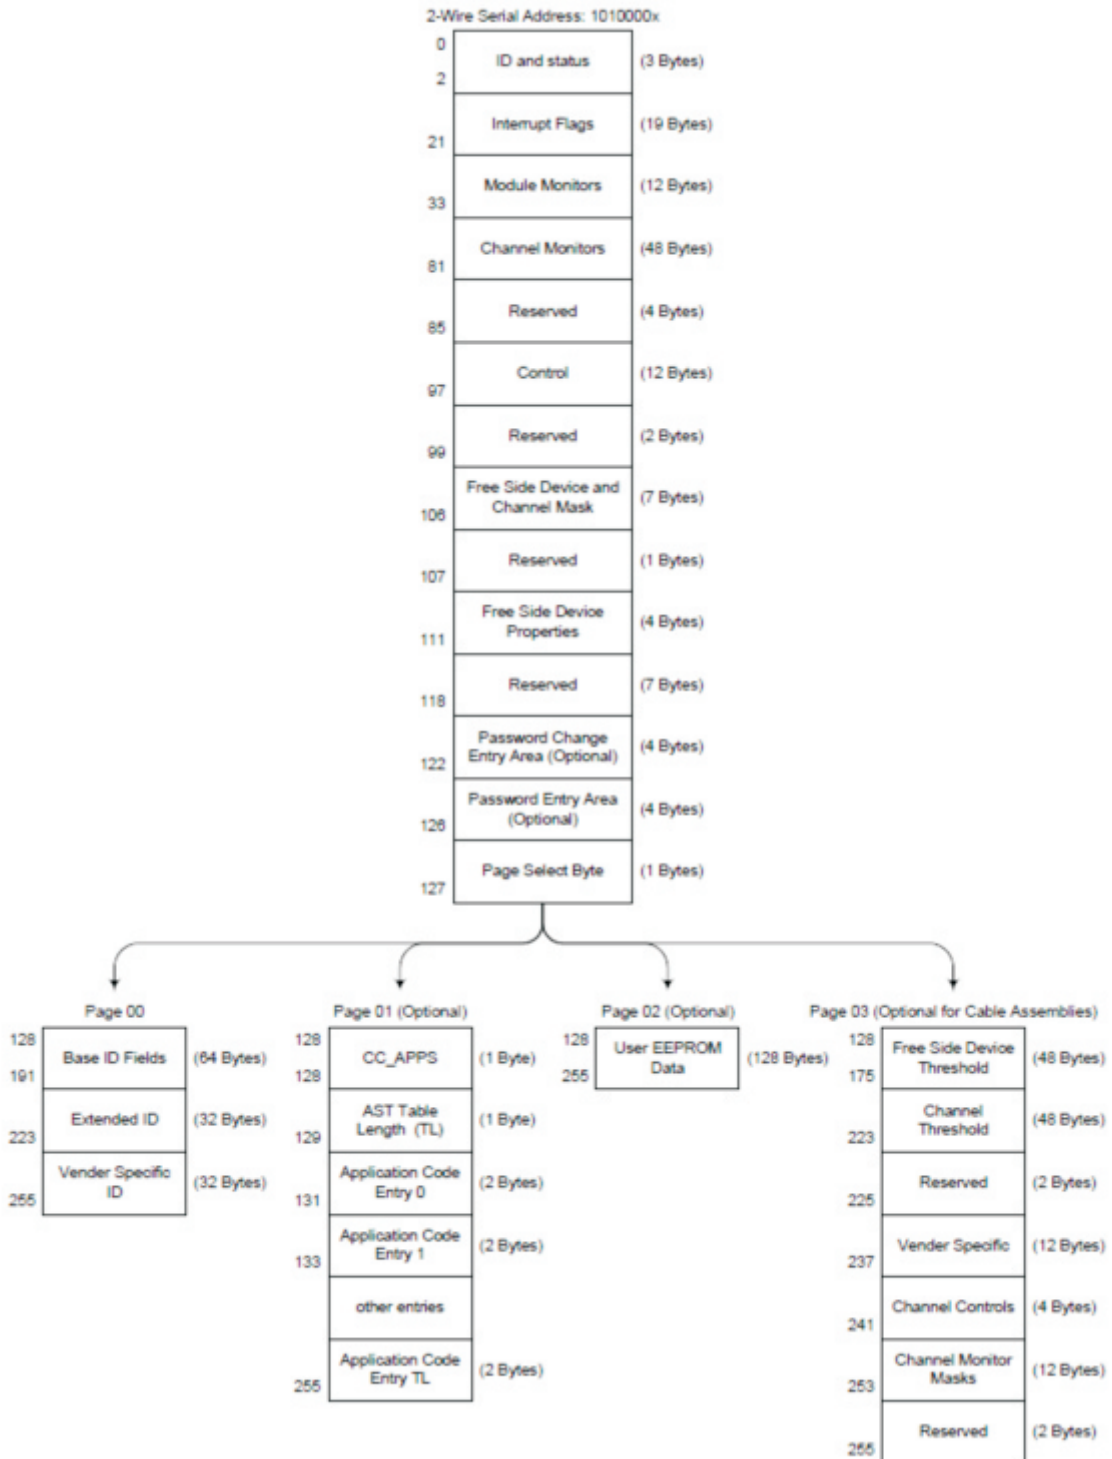 2-Wire Serial Address: 1010000x
0
ID and status (3 Bytes)
2
Interrupt Flags (19 Bytes)
21
Module Monitors (12 Bytes)
33
Channel Monitors (48 Bytes)
81
Reserved (4 Bytes)
85
Control (12 Bytes)
97
Reserved (2 Bytes)
99
Free Side Device and
Channel Mask (7 Bytes)
106
Reserved (1 Bytes)
107
Free Side Device
Properties (4 Bytes)
111
Reserved (7 Bytes)
118
Password Change
Entry Area (Optional) (4 Bytes)
122
Password Entry Area
(Optional) (4 Bytes)
126
Page Select Byte (1 Bytes)
127
Page 00
128
Base ID Fields (64 Bytes)
191
Extended ID (32 Bytes)
223
Vender Specific
ID (32 Bytes)
255
Page 01 (Optional)
128
CC_APPS (1 Byte)
128
AST Table
Length (TL) (1 Byte)
129
Application Code
Entry 0 (2 Bytes)
131
Application Code
Entry 1 (2 Bytes)
133
other entries
Application Code
Entry TL (2 Bytes)
255
Page 02 (Optional)
128
User EEPROM
Data (128 Bytes)
255
Page 03 (Optional for Cable Assemblies)
128
Free Side Device
Threshold (48 Bytes)
175
Channel
Threshold (48 Bytes)
223
Reserved (2 Bytes)
225
Vender Specific (12 Bytes)
237
Channel Controls (4 Bytes)
241
Channel Monitor
Masks (12 Bytes)
253
Reserved (2 Bytes)
255